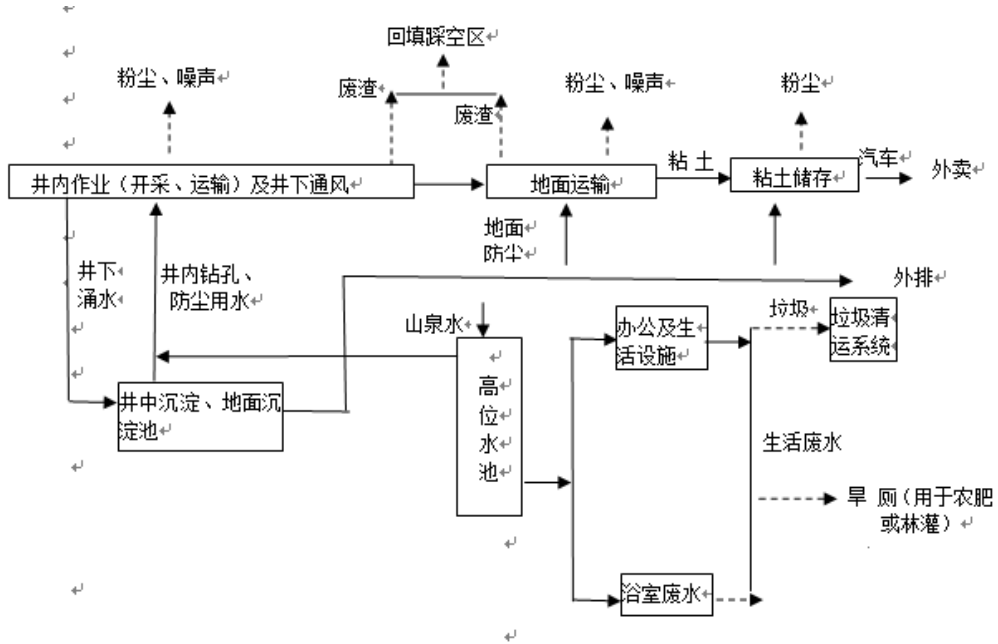 回填踩空区
粉尘、噪声
废渣
废渣
粉尘、噪声
粉尘
井内作业（开采、运输）及井下通风
地面运输
粘 土
粘土储存
汽车
外卖
井下
涌水
井内钻孔、
防尘用水
地面
防尘
外排
山泉水
办公及生
活设施
垃圾
垃圾清
运系统
高
位
水
池
井中沉淀、地面沉
淀池
生活废水
旱 厕（用于农肥
或林灌）
浴室废水